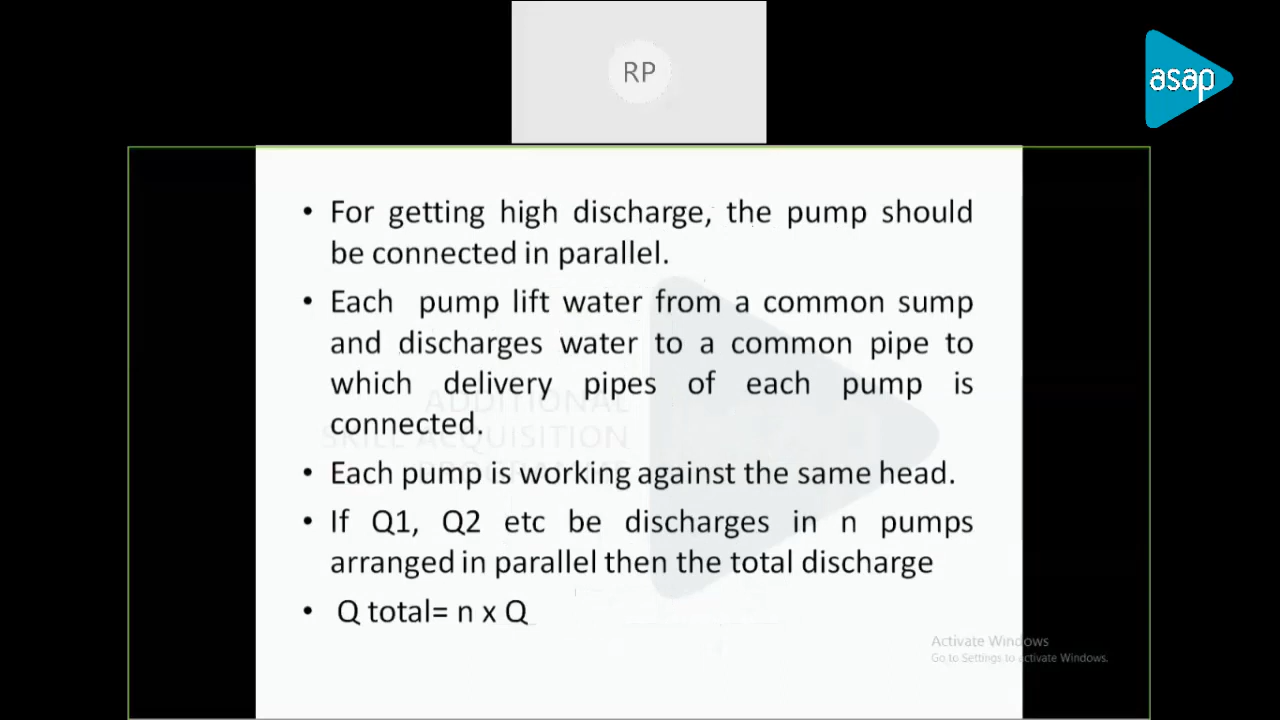 RP
asap
• For getting high discharge, the pump should
be connected in parallel.
• Each pump lift water from a common sump
and discharges water to a common pipe to
which delivery pipes of each pump is
connected.
• Each pump is working against the same head.
• If Q1, Q2 etc be discharges in n pumps
arranged in parallel then the total discharge
• Q total= n x Q
ADDITIONAL
SKILL ACQUISITION
Activate Windows
Go to Settings to activate Windows.